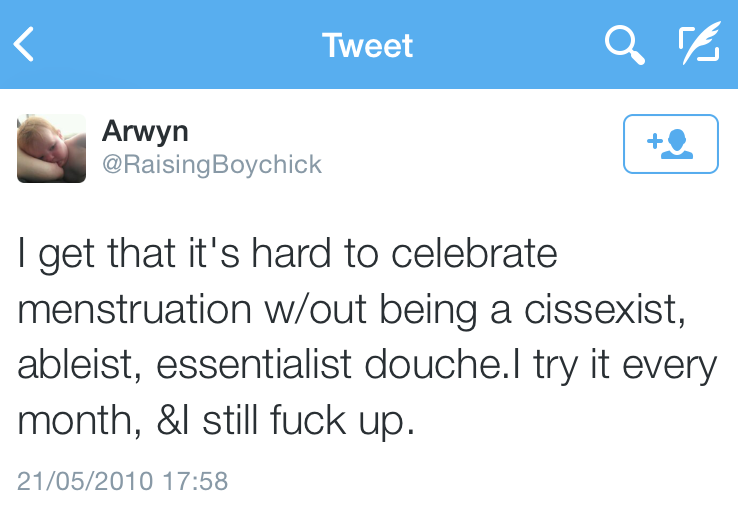 Tweet
Arwyn
@RaisingBoychick
I get that it's hard to celebrate
menstruation w/out being a cissexist,
ableist, essentialist douche.I try it every
month, &I still fuck up.
21/05/2010 17:58